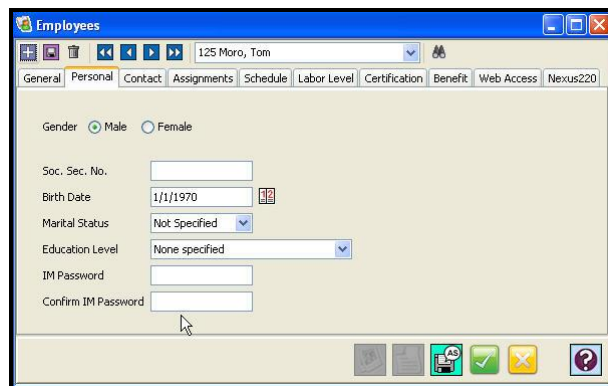 Employees
125 Moro, Tom
General Personal Contact Assignments Schedule Labor Level Certification Benefit Web Access Nexus220
Gender Male Female
Soc. Sec. No.
Birth Date 1/1/1970 12
Marital Status Not Specified
Education Level None specified
IM Password
Confirm IM Password
AS ?